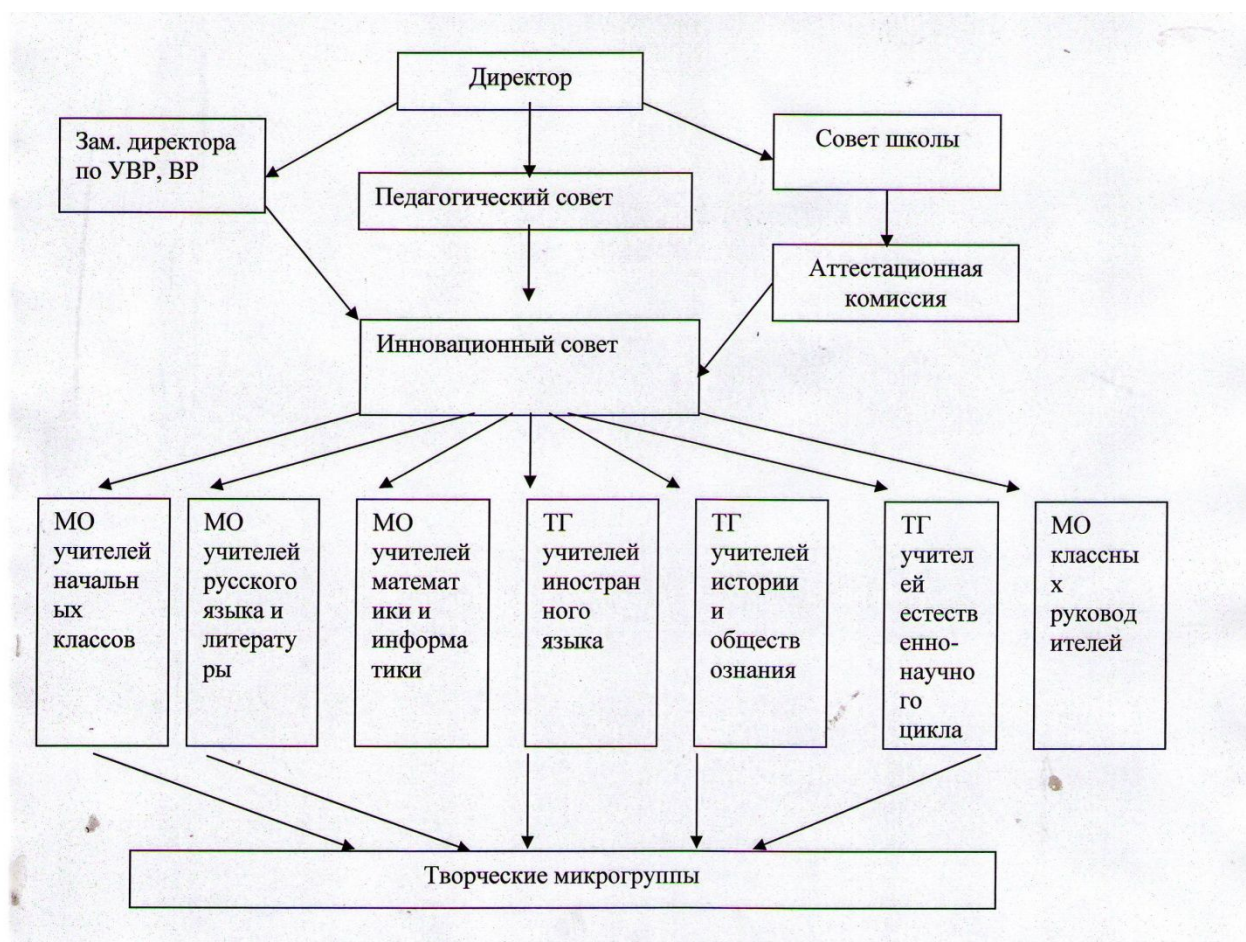 Директор
Зам. директора
по УВР, ВР
Совет школы
Педагогический совет
Аттестационная
комиссия
Инновационный совет
МО
учителей
начальн
ых
классов
МО
учителей
русского
языка и
литерату
ры
МО
учителей
математ
ики и
информа
тики
ТГ
учителей
иностран
ного
языка
ТГ
учителей
истории
и
обществ
ознания
ТГ
учител
ей
естеств
енно-
научно
го
цикла
МО
классны
х
руковод
ителей
Творческие микрогруппы